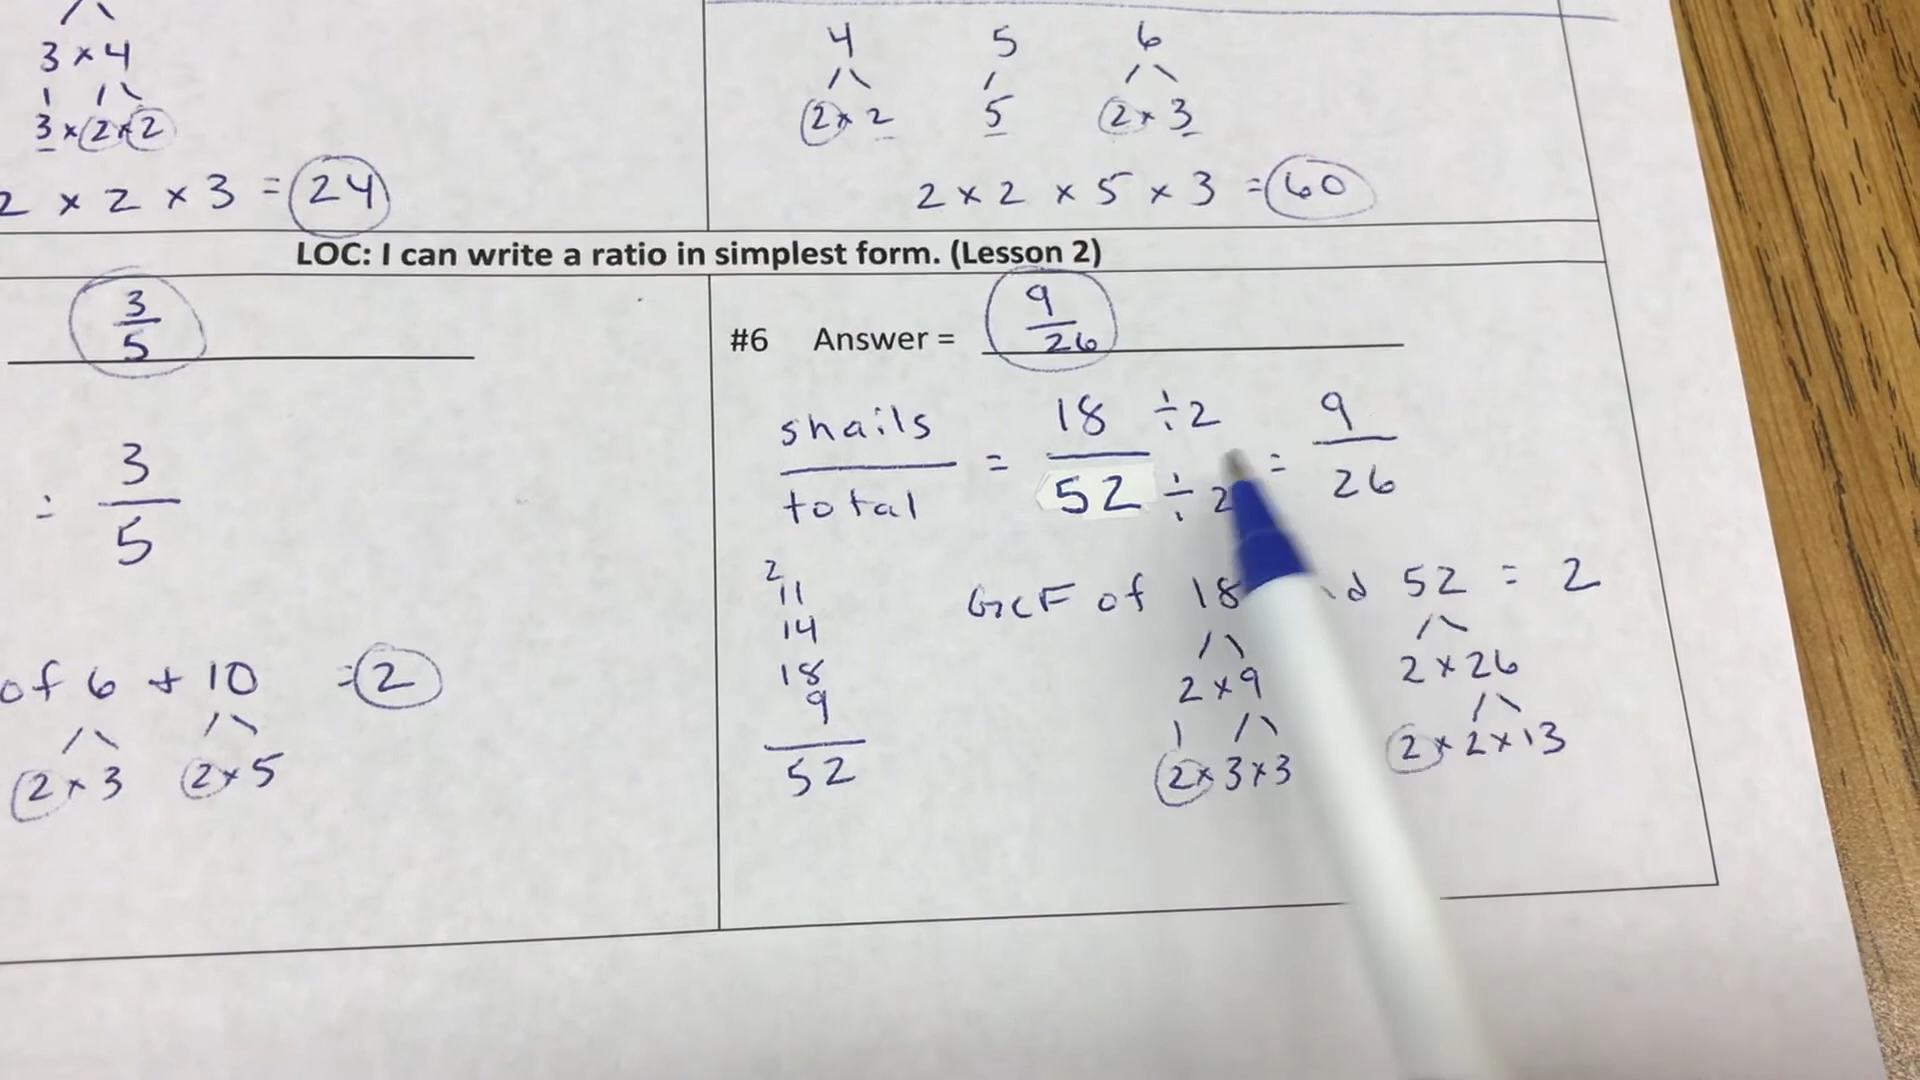 3 × 4
3 × 2 × 2
2 × 2 × 3 = 24
4 5 6
2 × 2 5 2 × 3
2 × 2 × 5 × 3 = 60
LOC: I can write a ratio in simplest form. (Lesson 2)
3
5
= 3
5
of 6 + 10 = 2
2 × 3 2 × 5
#6 Answer = 9
26
snails = 18 ÷2 = 9
total 52 ÷ 2 26
2
11
14
18
9
52
GCF of 18 52 = 2
2 × 9 2 × 26
2 × 3 × 3 2 × 2 × 13